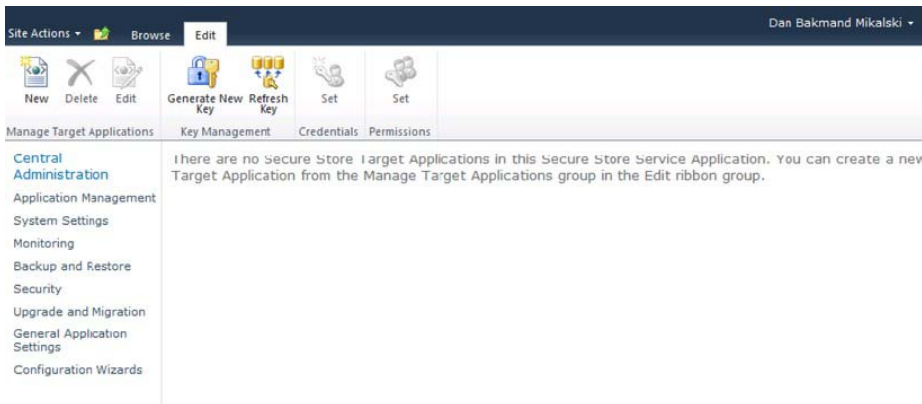 Dan Bakmand Mikalski
Site Actions Browse Edit
New Delete Edit Generate New Key Refresh Key Set Set
Manage Target Applications Key Management Credentials Permissions
Central Administration
Application Management
System Settings
Monitoring
Backup and Restore
Security
Upgrade and Migration
General Application Settings
Configuration Wizards
There are no Secure Store Target Applications in this Secure Store Service Application. You can create a new
Target Application from the Manage Target Applications group in the Edit ribbon group.